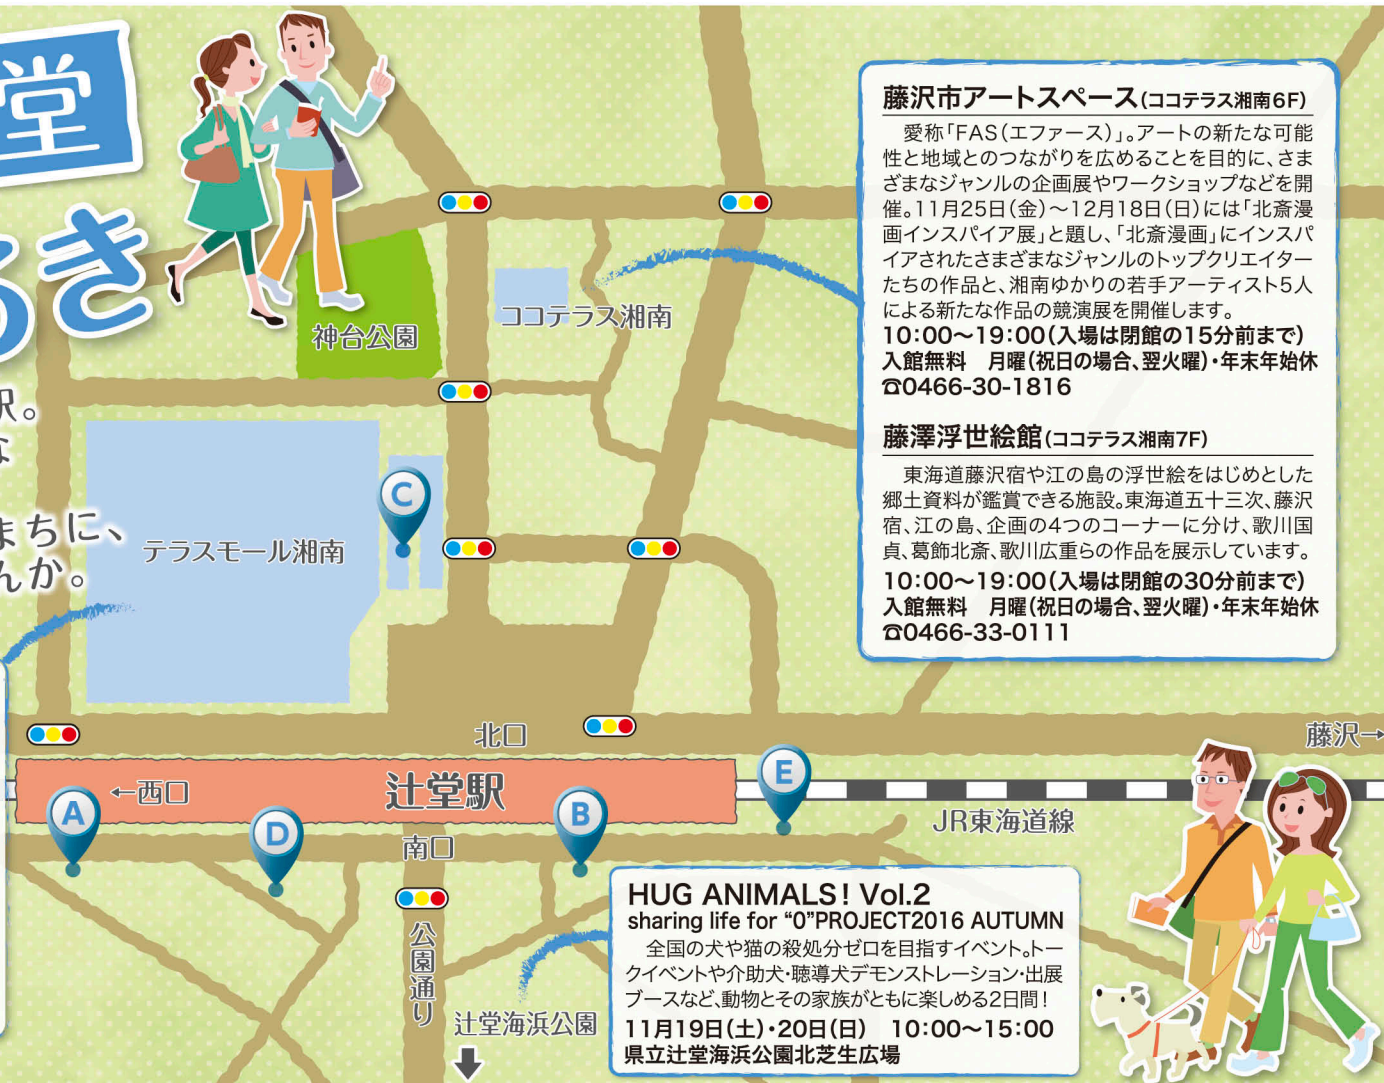 堂
るき
駅。
な
まちに、
んか。
藤沢市アートスペース(ココテラス湘南6F)
愛称「FAS(エファース)」。アートの新たな可能
性と地域とのつながりを広めることを目的に、さま
ざまなジャンルの企画展やワークショップなどを開
催。11月25日(金)～12月18日(日)には「北斎漫
画インスパイア展」と題し、「北斎漫画」にインスパ
イアされたさまざまなジャンルのトップクリエイター
たちの作品と、湘南ゆかりの若手アーティスト5人
による新たな作品の競演展を開催します。
10:00～19:00(入場は閉館の15分前まで)
入館無料　月曜(祝日の場合、翌火曜)・年末年始休
☎0466-30-1816
藤澤浮世絵館(ココテラス湘南7F)
東海道藤沢宿や江の島の浮世絵をはじめとした
郷土資料が鑑賞できる施設。東海道五十三次、藤沢
宿、江の島、企画の4つのコーナーに分け、歌川国
貞、葛飾北斎、歌川広重らの作品を展示しています。
10:00～19:00(入場は閉館の30分前まで)
入館無料　月曜(祝日の場合、翌火曜)・年末年始休
☎0466-33-0111
神台公園
ココテラス湘南
テラスモール湘南
C
北口
藤沢→
←西口
辻堂駅
A
D
B
E
南口
JR東海道線
公園通り
辻堂海浜公園
HUG ANIMALS! Vol.2
sharing life for “0”PROJECT2016 AUTUMN
全国の犬や猫の殺処分ゼロを目指すイベント。トー
クイベントや介助犬・聴導犬デモンストレーション・出展
ブースなど、動物とその家族がともに楽しめる2日間!
11月19日(土)・20日(日)　10:00～15:00
県立辻堂海浜公園北芝生広場